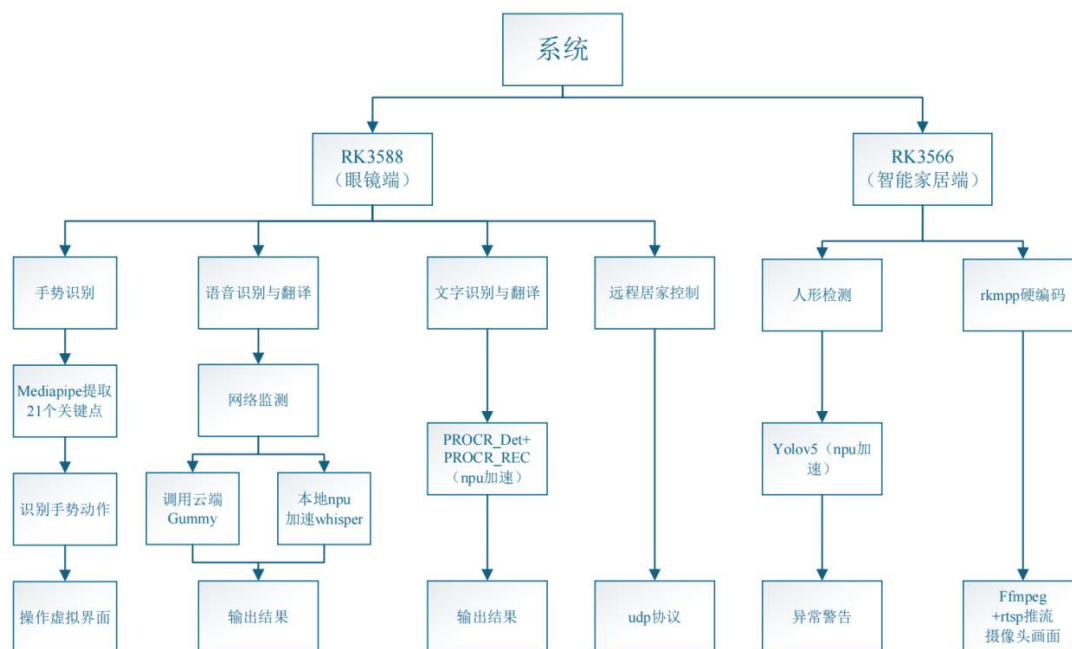 系统
RK3588
（眼镜端）
RK3566
（智能家居端）
手势识别
语音识别与翻译
文字识别与翻译
远程居家控制
人形检测
rkmpp硬编码
Mediapipe提取
21个关键点
网络监测
PROCR_Det+
PROCR_REC
（npu加速）
Yolov5（npu加
速）
识别手势动作
调用云端
Gummy
本地npu
加速whisper
操作虚拟界面
输出结果
输出结果
udp协议
异常警告
Ffmpeg
+rtsp推流
摄像头画面